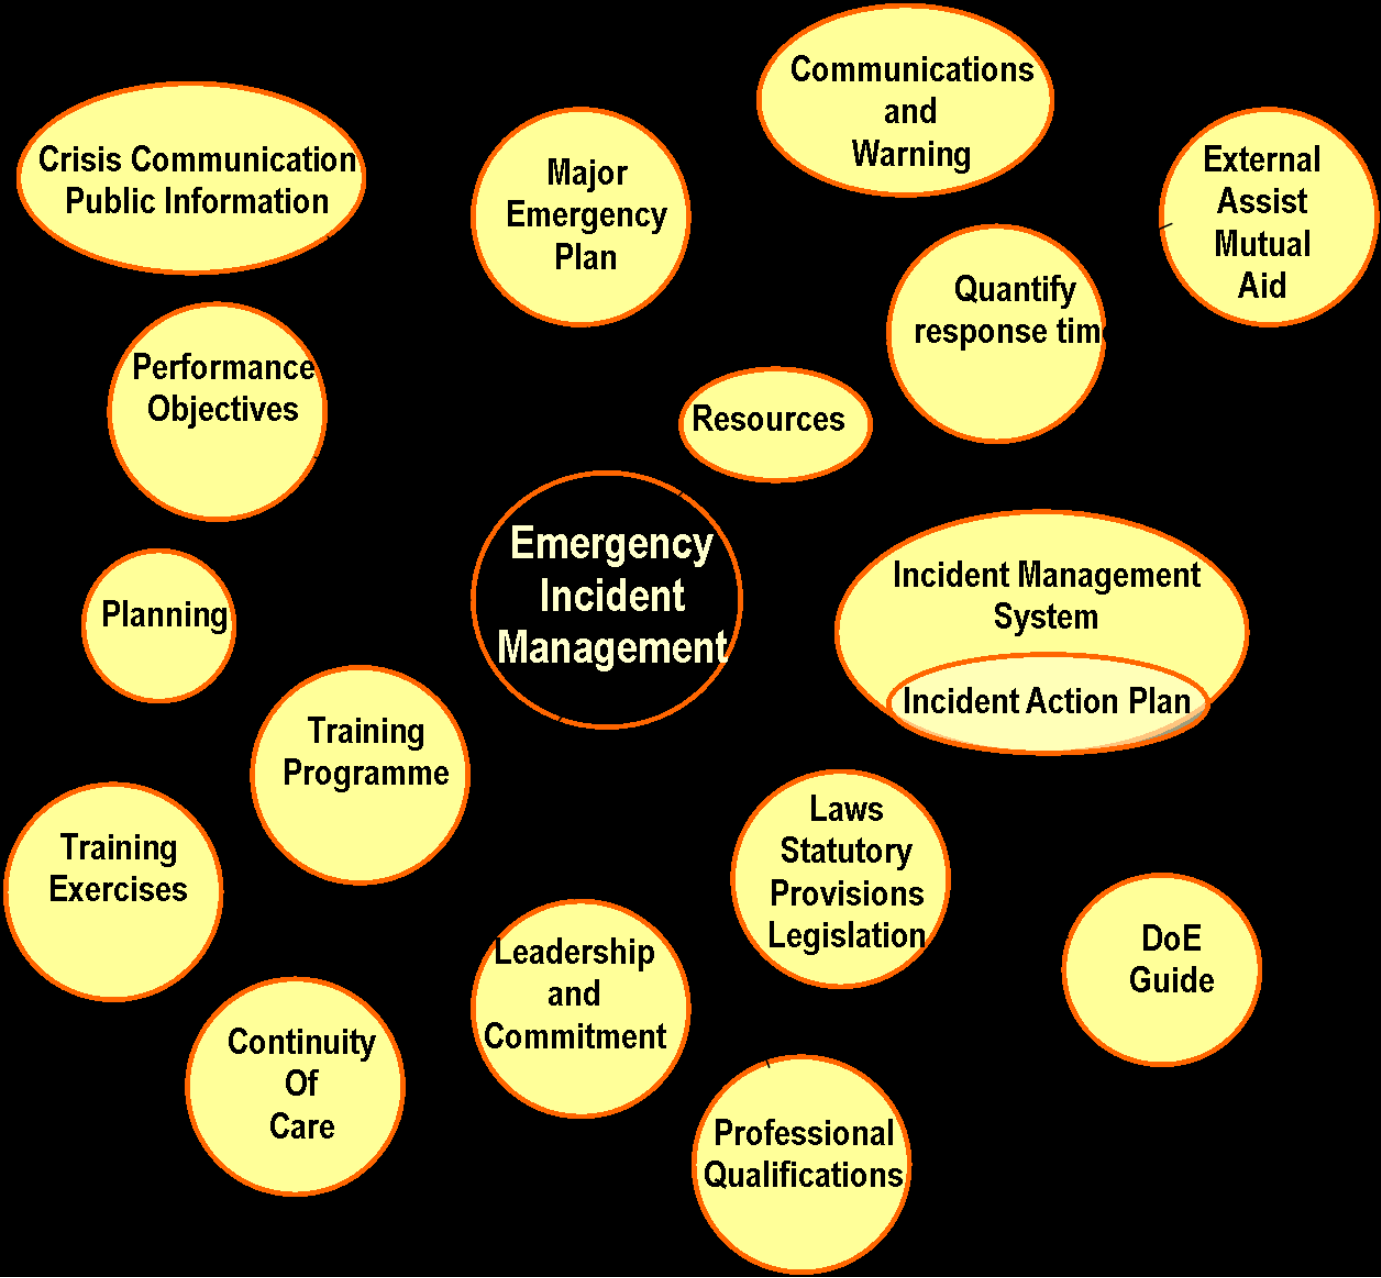 Communications
and
Warning
Crisis Communication
Public Information
Major
Emergency
Plan
External
Assist
Mutual
Aid
Quantify
response tim
Performance
Objectives
Resources
Emergency
Incident
Management
Incident Management
System
Incident Action Plan
Planning
Training
Programme
Training
Exercises
Laws
Statutory
Provisions
Legislation
Leadership
and
Commitment
DoE
Guide
Continuity
Of
Care
Professional
Qualifications